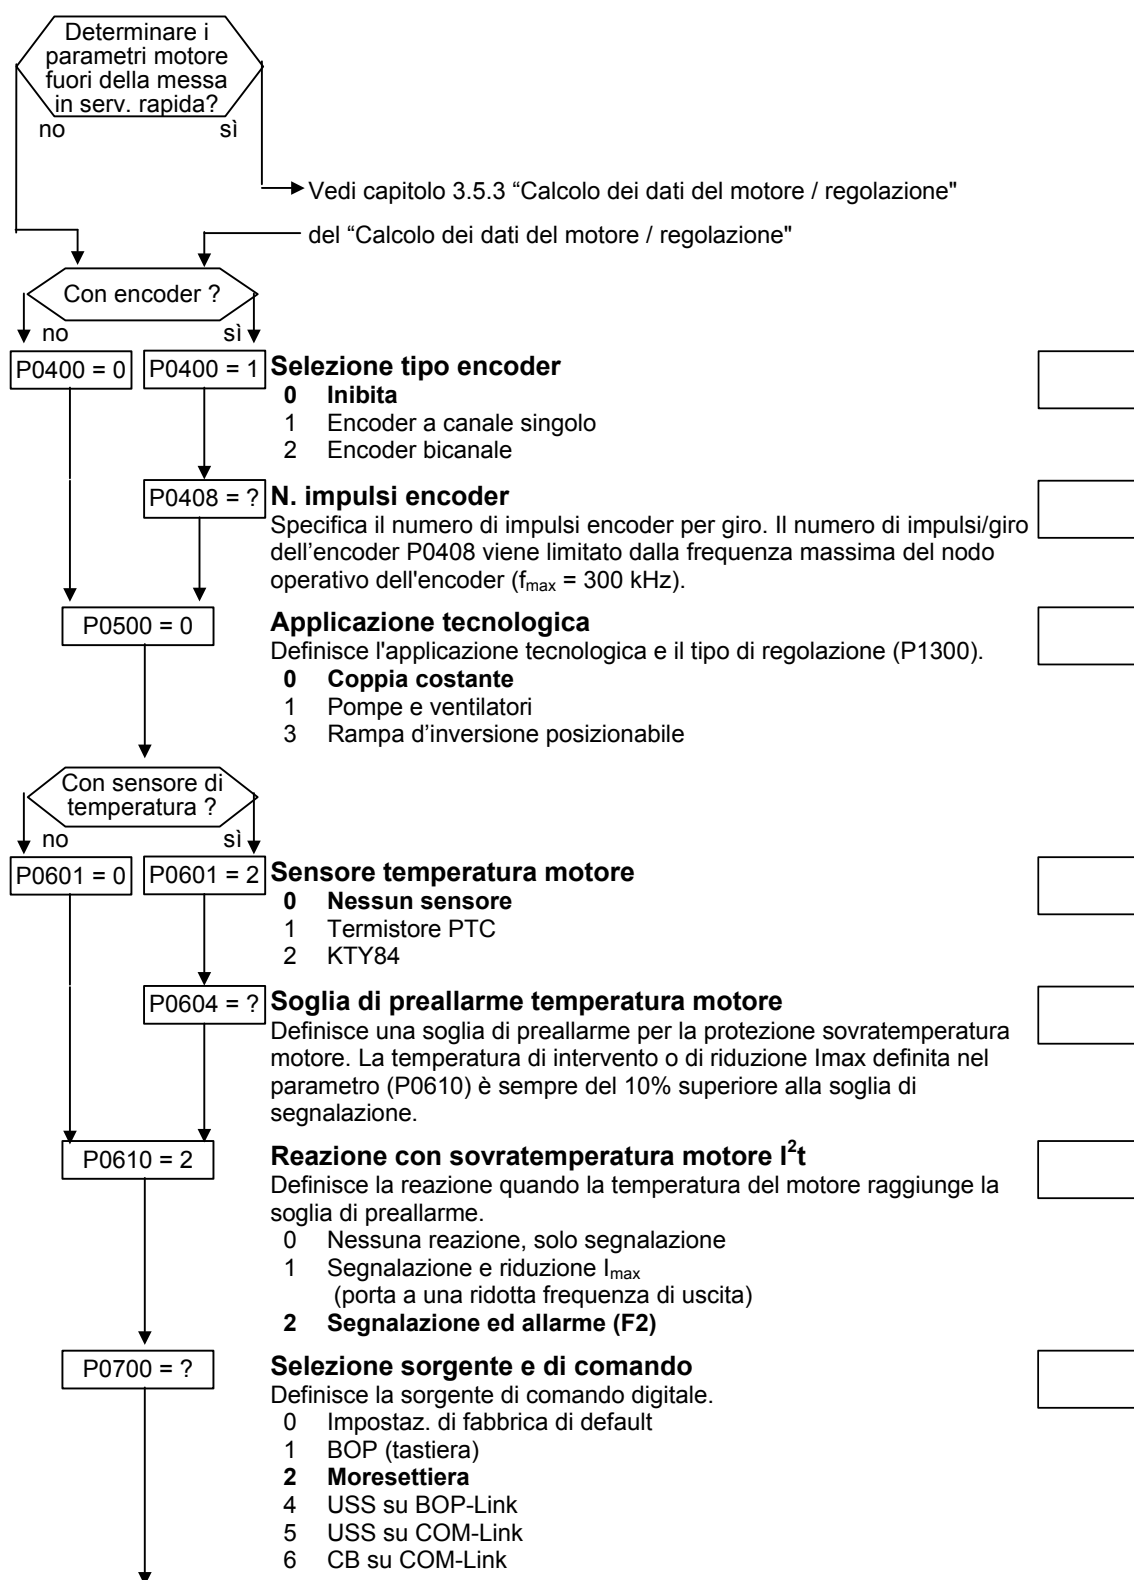 Determinare i
parametri motore
fuori della messa
in serv. rapida?
no sì
Vedi capitolo 3.5.3 “Calcolo dei dati del motore / regolazione"
del “Calcolo dei dati del motore / regolazione"
Con encoder ?
no sì
P0400 = 0 P0400 = 1 Selezione tipo encoder
0 Inibita
1 Encoder a canale singolo
2 Encoder bicanale
P0408 = ? N. impulsi encoder
Specifica il numero di impulsi encoder per giro. Il numero di impulsi/giro
dell’encoder P0408 viene limitato dalla frequenza massima del nodo
operativo dell'encoder (fmax = 300 kHz).
P0500 = 0 Applicazione tecnologica
Definisce l'applicazione tecnologica e il tipo di regolazione (P1300).
0 Coppia costante
1 Pompe e ventilatori
3 Rampa d’inversione posizionabile
Con sensore di
temperatura ?
no sì
P0601 = 0 P0601 = 2 Sensore temperatura motore
0 Nessun sensore
1 Termistore PTC
2 KTY84
P0604 = ? Soglia di preallarme temperatura motore
Definisce una soglia di preallarme per la protezione sovratemperatura
motore. La temperatura di intervento o di riduzione Imax definita nel
parametro (P0610) è sempre del 10% superiore alla soglia di
segnalazione.
P0610 = 2 Reazione con sovratemperatura motore I²t
Definisce la reazione quando la temperatura del motore raggiunge la
soglia di preallarme.
0 Nessuna reazione, solo segnalazione
1 Segnalazione e riduzione Imax
(porta a una ridotta frequenza di uscita)
2 Segnalazione ed allarme (F2)
P0700 = ? Selezione sorgente e di comando
Definisce la sorgente di comando digitale.
0 Impostaz. di fabbrica di default
1 BOP (tastiera)
2 Moresettiera
4 USS su BOP-Link
5 USS su COM-Link
6 CB su COM-Link